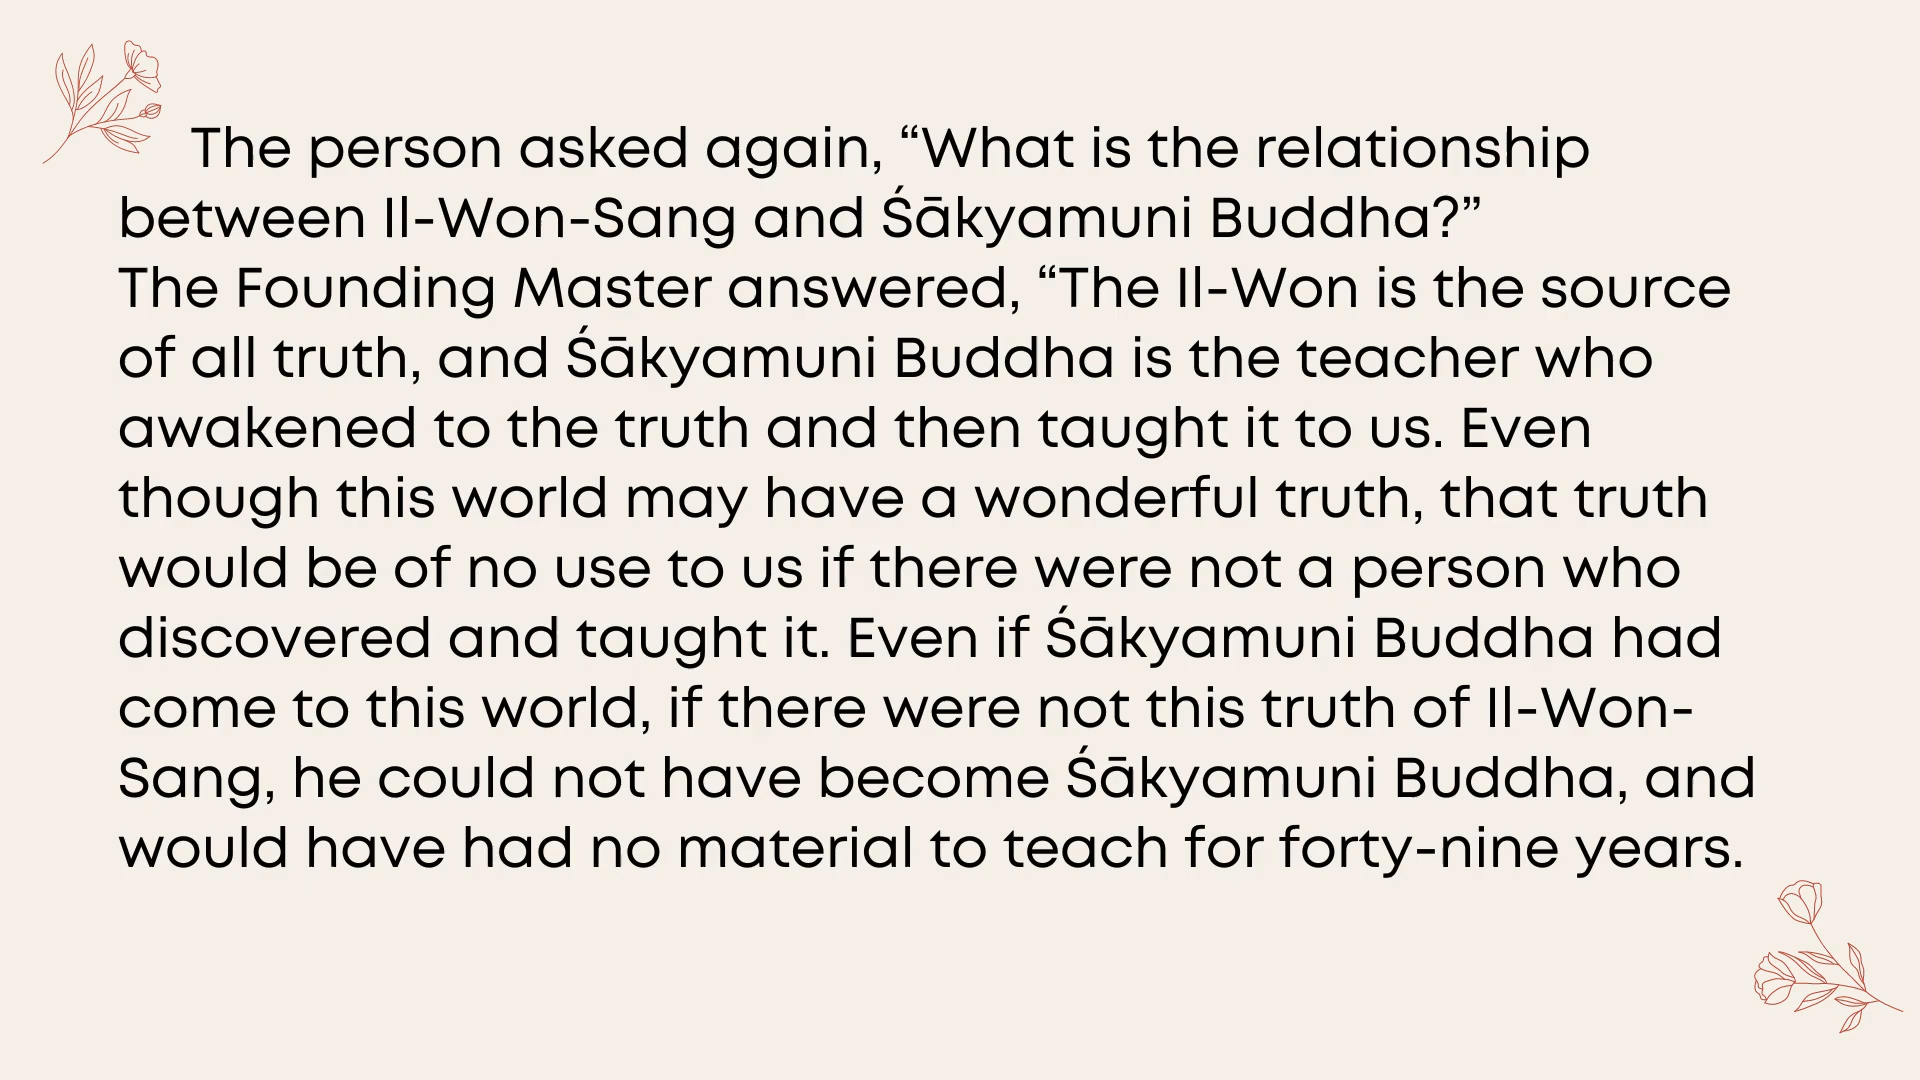 The person asked again, “What is the relationship
between Il-Won-Sang and Śākyamuni Buddha?”
The Founding Master answered, “The Il-Won is the source
of all truth, and Śākyamuni Buddha is the teacher who
awakened to the truth and then taught it to us. Even
though this world may have a wonderful truth, that truth
would be of no use to us if there were not a person who
discovered and taught it. Even if Śākyamuni Buddha had
come to this world, if there were not this truth of Il-Won-
Sang, he could not have become Śākyamuni Buddha, and
would have had no material to teach for forty-nine years.